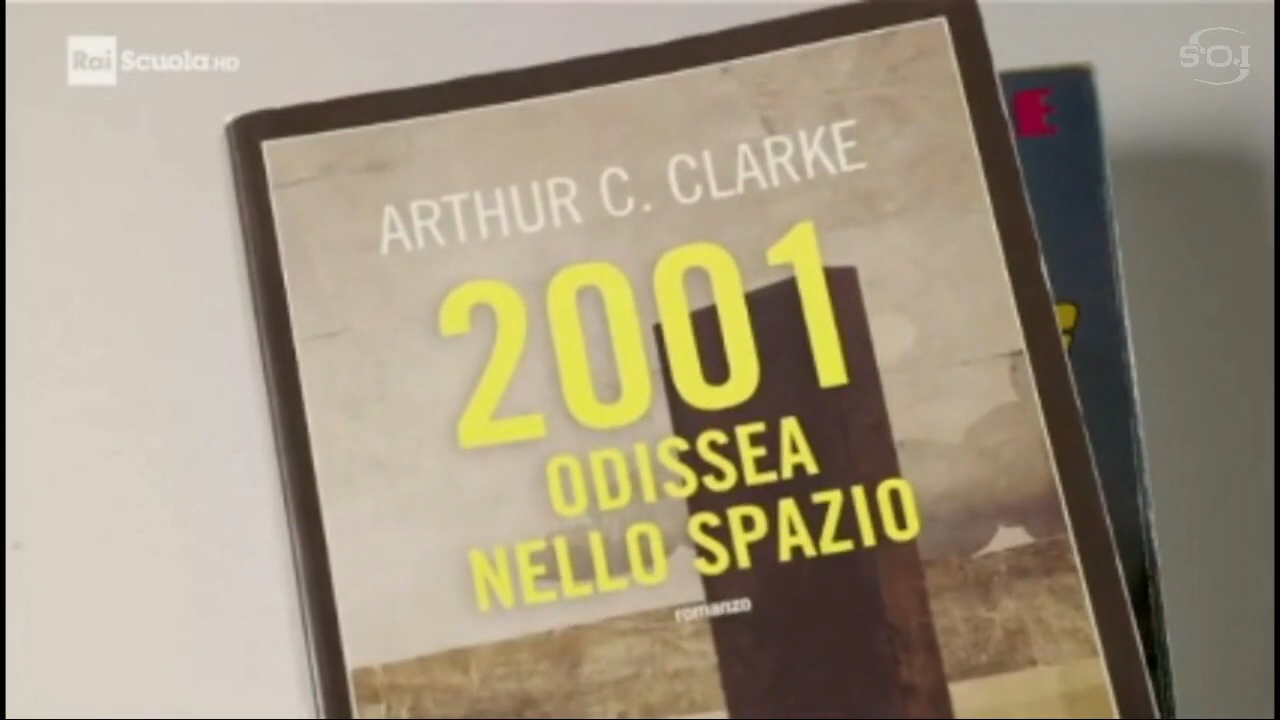 Rai Scuola HD
S.O.I
E
ARTHUR C. CLARKE
2001
ODISSEA
NELLO SPAZIO
romanzo